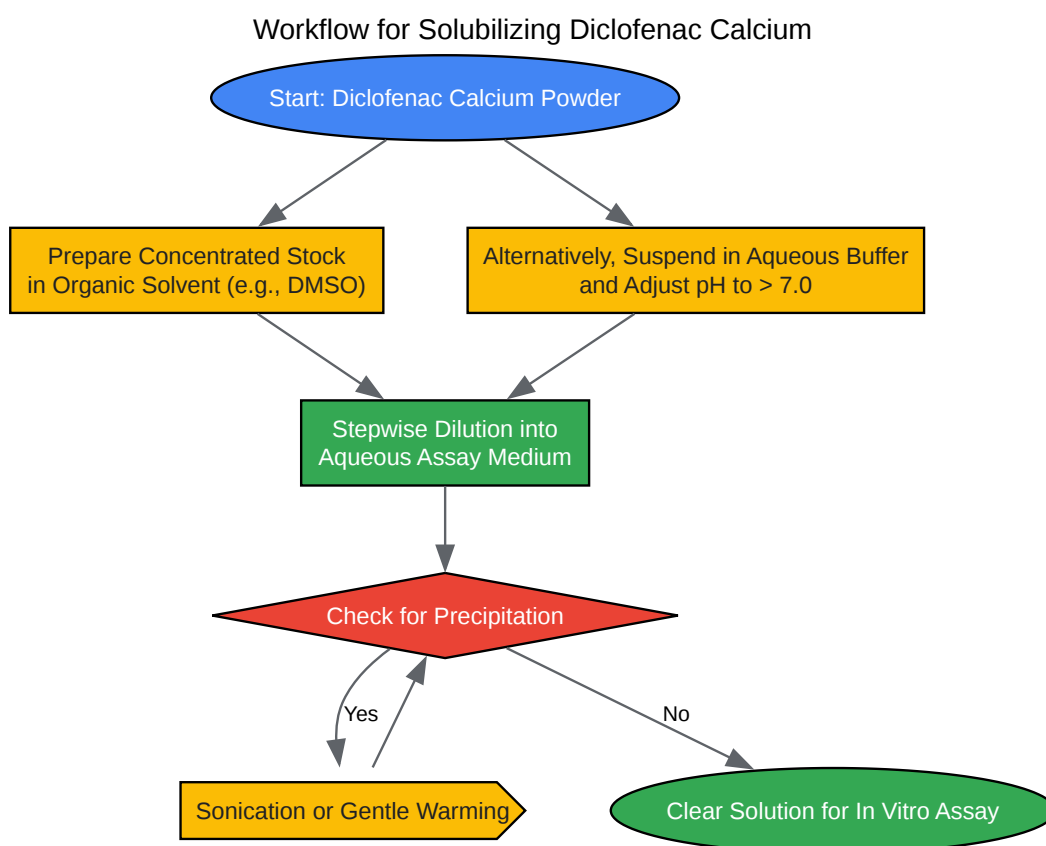 Workflow for Solubilizing Diclofenac Calcium
Start: Diclofenac Calcium Powder
Prepare Concentrated Stock
in Organic Solvent (e.g., DMSO)
Alternatively, Suspend in Aqueous Buffer
and Adjust pH to > 7.0
Stepwise Dilution into
Aqueous Assay Medium
Check for Precipitation
Yes
No
Sonication or Gentle Warming
Clear Solution for In Vitro Assay